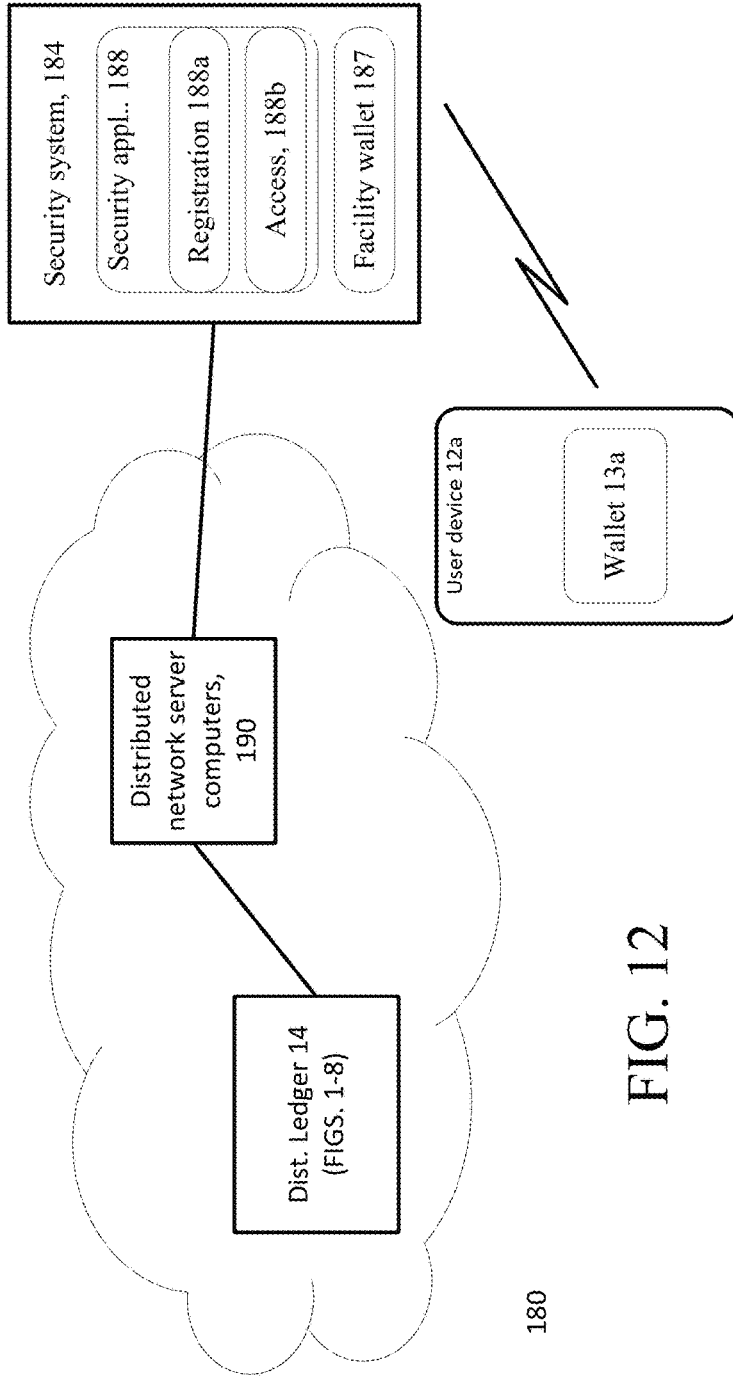 Security system, 184
Security appl.. 188
Registration 188a
Access, 188b
Facility wallet 187
Distributed
network server
computers,
190
User device 12a
Wallet 13a
Dist. Ledger 14
(FIGS. 1-8)
180
FIG. 12